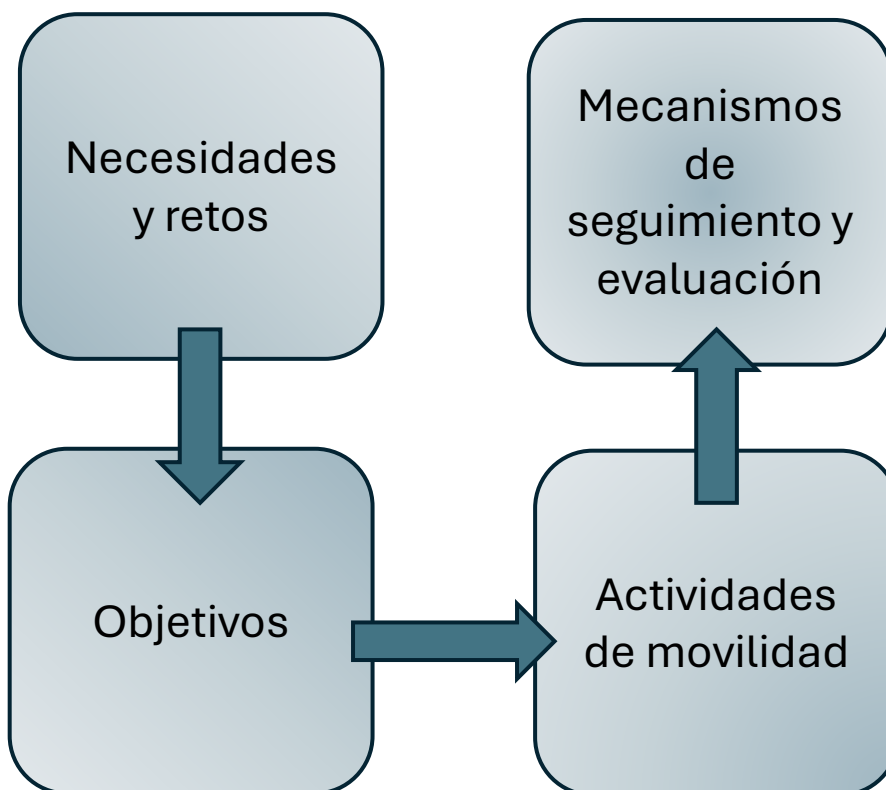 Necesidades
y retos
Objetivos
Actividades
de movilidad
Mecanismos
de
seguimiento y
evaluación